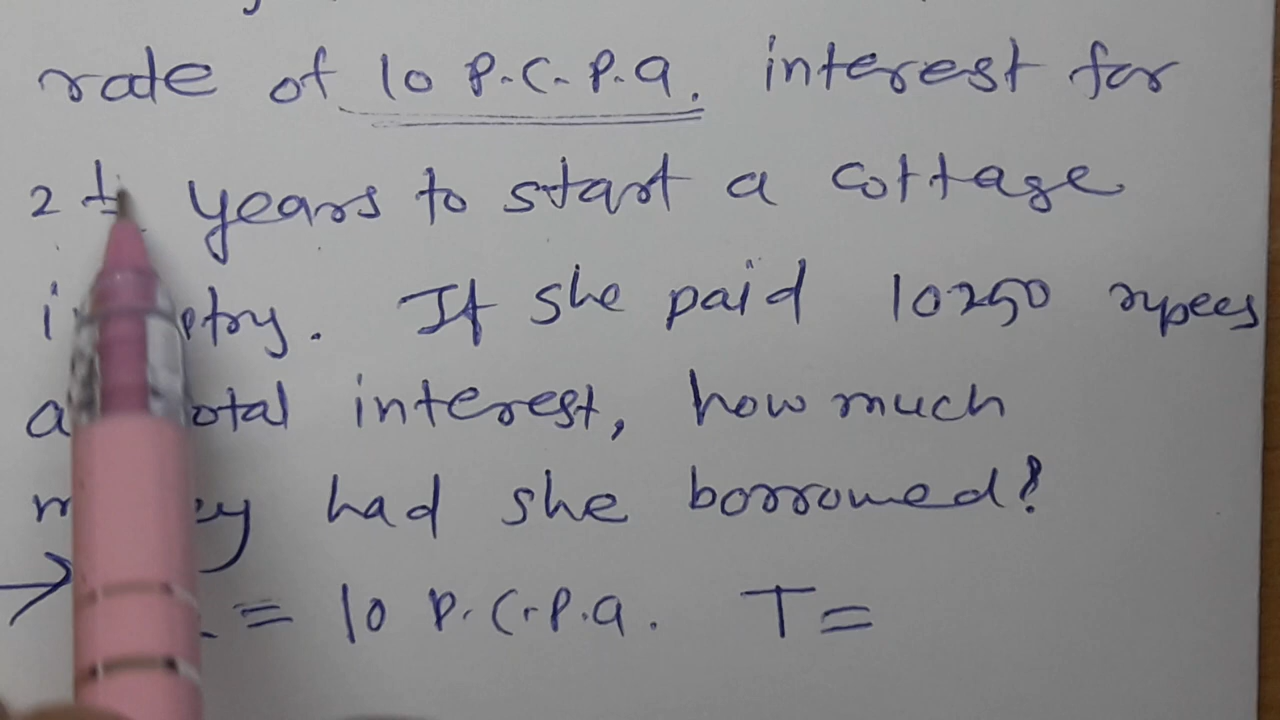 rate of 10 P.C.P.a. interest for
2 years to start a cottage
If she paid 10250 rupees
interest, how much
had she borrowed?
→ = 10 P.C.P.a. T=